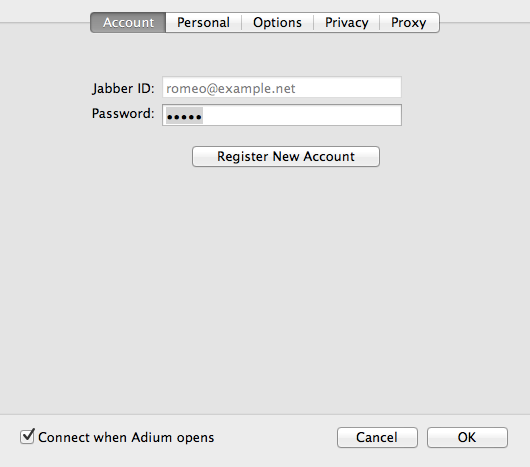 Account Personal Options Privacy Proxy
Jabber ID: romeo@example.net
Password: •••••
Register New Account
Connect when Adium opens Cancel OK